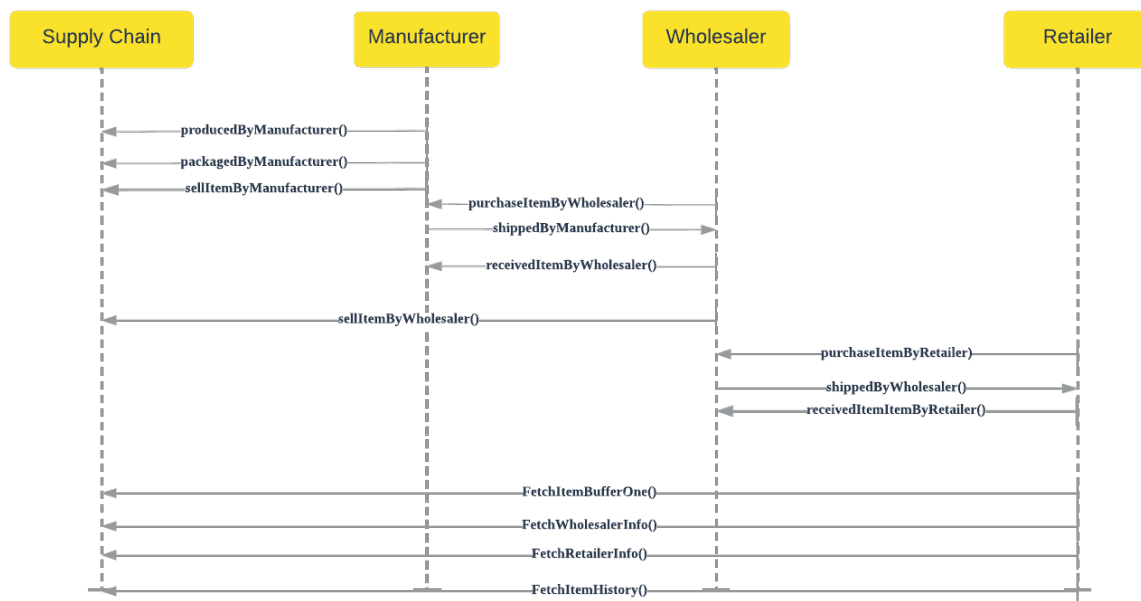 Supply Chain
Manufacturer
Wholesaler
Retailer
producedByManufacturer()
packagedByManufacturer()
sellItemByManufacturer()
purchaseItemByWholesaler()
shippedByManufacturer()
receivedItemByWholesaler()
sellItemByWholesaler()
purchaseItemByRetailer)
shippedByWholesaler()
receivedItemItemByRetailer()
FetchItemBufferOne()
FetchWholesalerInfo()
FetchRetailerInfo()
FetchItemHistory()